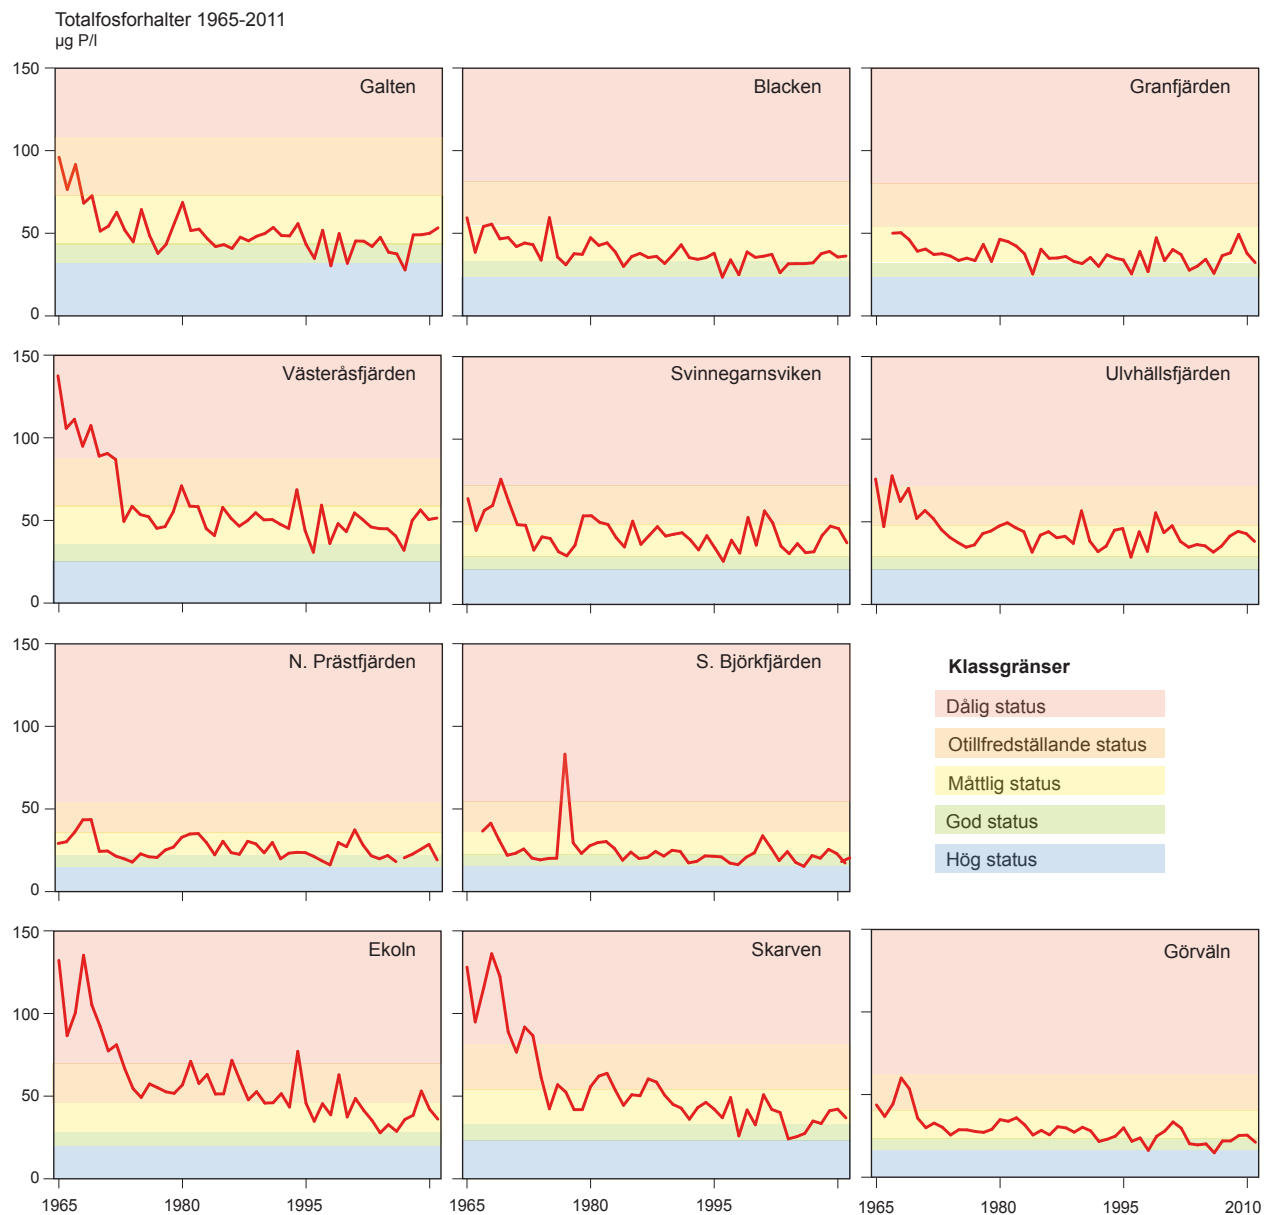 Totalfosforhalter 1965-2011
µg P/l
150
100
50
0
Galten
Blacken
Granfjärden
150
100
50
0
Västeråsfjärden
Svinnegarnsviken
Ulvhällsfjärden
150
100
50
0
N. Prästfjärden
S. Björkfjärden
Klassgränser
Dålig status
Otillfredställande status
Måttlig status
God status
Hög status
150
100
50
0
Ekoln
Skarven
Görväln
1965
1980
1995
1965
1980
1995
1965
1980
1995
2010